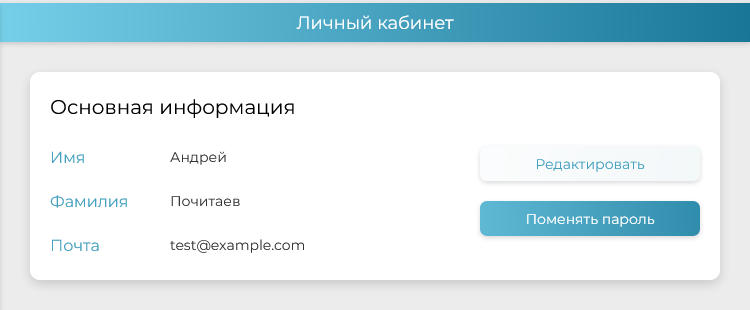 Личный кабинет
Основная информация
Имя Андрей
Редактировать
Фамилия Почитаев
Поменять пароль
Почта test@example.com